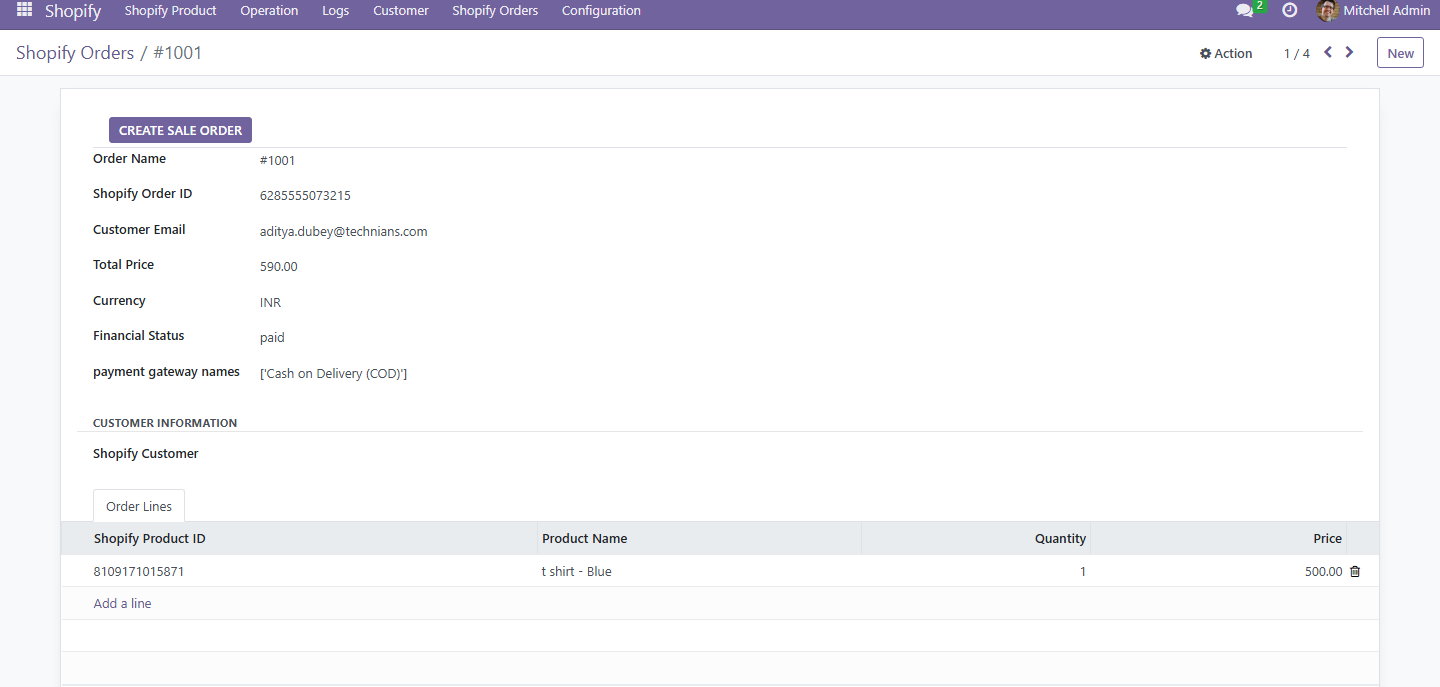 Shopify Shopify Product Operation Logs Customer Shopify Orders Configuration 2 Mitchell Admin
Shopify Orders / #1001 Action 1 / 4 New
CREATE SALE ORDER
Order Name #1001
Shopify Order ID 6285555073215
Customer Email aditya.dubey@technians.com
Total Price 590.00
Currency INR
Financial Status paid
payment gateway names ['Cash on Delivery (COD)']
CUSTOMER INFORMATION
Shopify Customer
Order Lines
Shopify Product ID Product Name Quantity Price
8109171015871 t shirt - Blue 1 500.00
Add a line